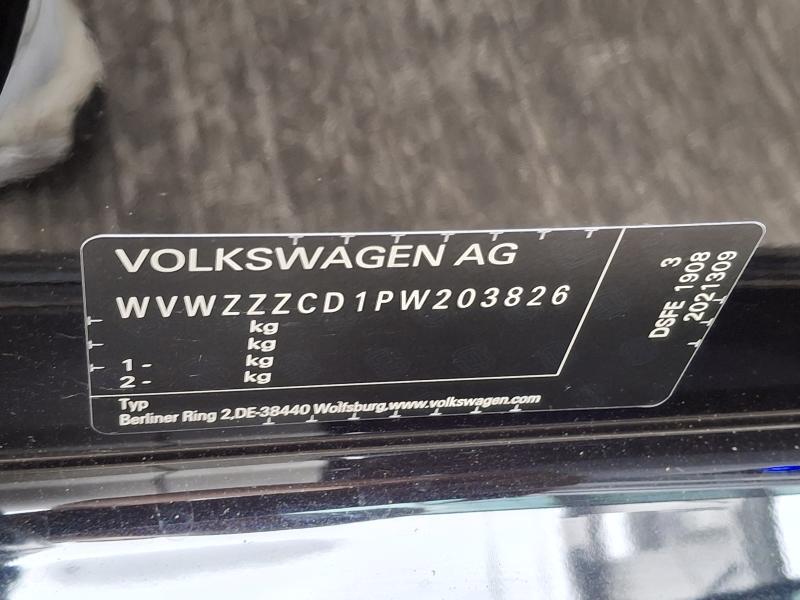 VOLKSWAGEN AG
WVWZZZCD1PW203826
kg
kg
1 - kg
2 - kg
Typ
Berliner Ring 2,DE-38440 Wolfsburg,www.volkswagen.com
3
DSFE 1908
2021309